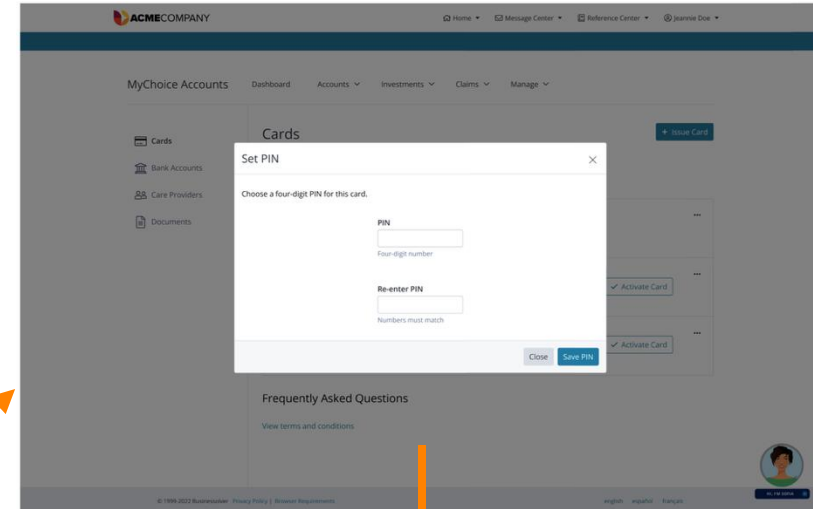 ACMECOMPANY
Home
Message Center
Reference Center
Jeannie Doe
MyChoice Accounts
Dashboard
Accounts
Investments
Claims
Manage
Cards
Bank Accounts
Care Providers
Documents
Cards
+ Issue Card
Set PIN
Choose a four-digit PIN for this card.
PIN
Four-digit number
Re-enter PIN
Numbers must match
Close
Save PIN
Activate Card
Activate Card
Frequently Asked Questions
View terms and conditions
© 1999-2022 Businessolver
Privacy Policy | Browser Requirements
english
español
français